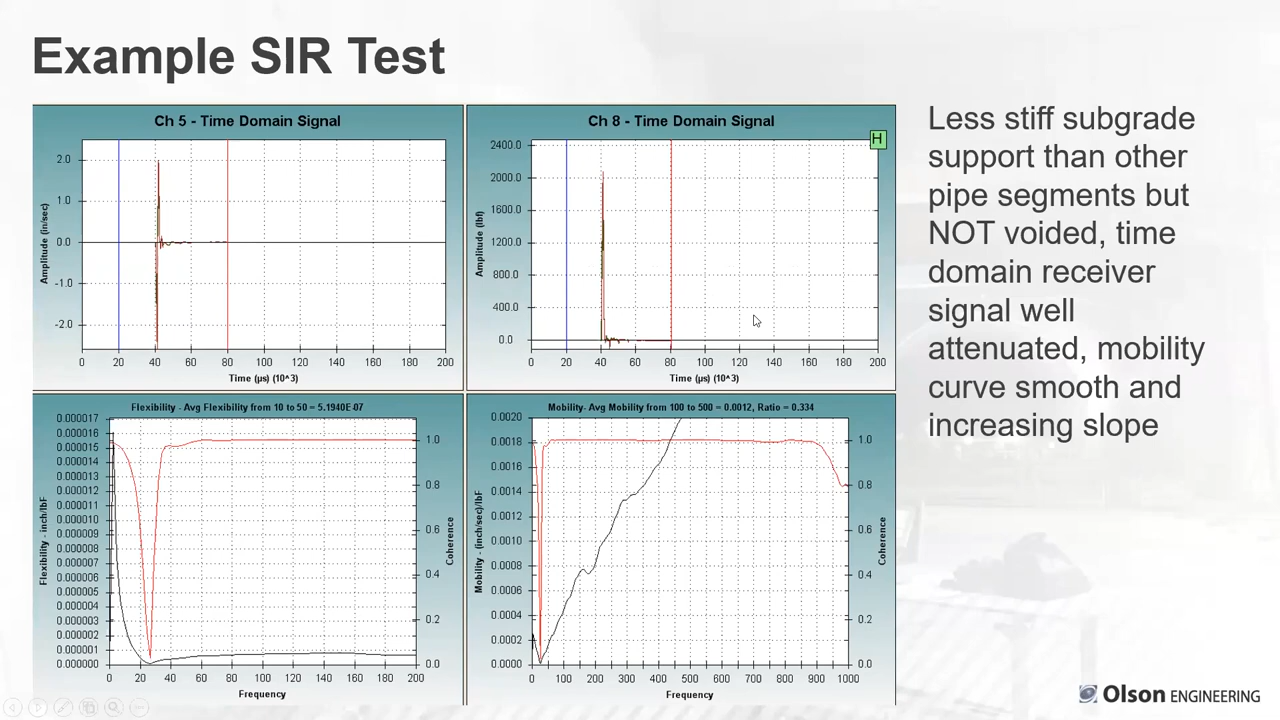 Example SIR Test
Ch 5 - Time Domain Signal
Amplitude (in/sec)
2.0
1.0
0.0
-1.0
-2.0
0 20 40 60 80 100 120 140 160 180 200
Time (µs) (10^3)
Ch 8 - Time Domain Signal
H
Amplitude (lbf)
2400.0
2000.0
1600.0
1200.0
800.0
400.0
0.0
0 20 40 60 80 100 120 140 160 180 200
Time (µs) (10^3)
Flexibility - Avg Flexibility from 10 to 50 = 5.1940E-07
Flexibility - inch/lbF
0.000017
0.000016
0.000015
0.000014
0.000013
0.000012
0.000011
0.000010
0.000009
0.000008
0.000007
0.000006
0.000005
0.000004
0.000003
0.000002
0.000001
0.000000
1.0
0.8
0.6
0.4
0.2
0.0
Coherence
0 20 40 60 80 100 120 140 160 180 200
Frequency
Mobility- Avg Mobility from 100 to 500 = 0.0012, Ratio = 0.334
Mobility - (inch/sec)/lbF
0.0020
0.0018
0.0016
0.0014
0.0012
0.0010
0.0008
0.0006
0.0004
0.0002
0.0000
1.0
0.8
0.6
0.4
0.2
0.0
Coherence
0 100 200 300 400 500 600 700 800 900 1000
Frequency
Less stiff subgrade
support than other
pipe segments but
NOT voided, time
domain receiver
signal well
attenuated, mobility
curve smooth and
increasing slope
Olson ENGINEERING